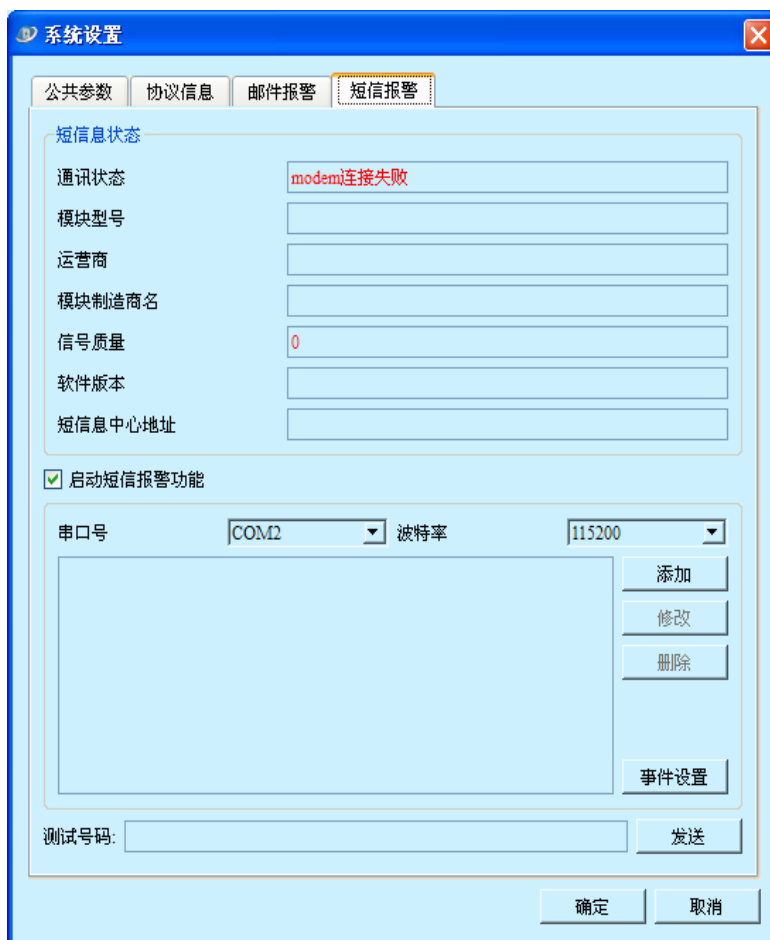 系统设置
公共参数 协议信息 邮件报警 短信报警
短信息状态
通讯状态 modem连接失败
模块型号
运营商
模块制造商名
信号质量 0
软件版本
短信息中心地址
启动短信报警功能
串口号 COM2 波特率 115200
添加
修改
删除
事件设置
测试号码: 发送
确定 取消